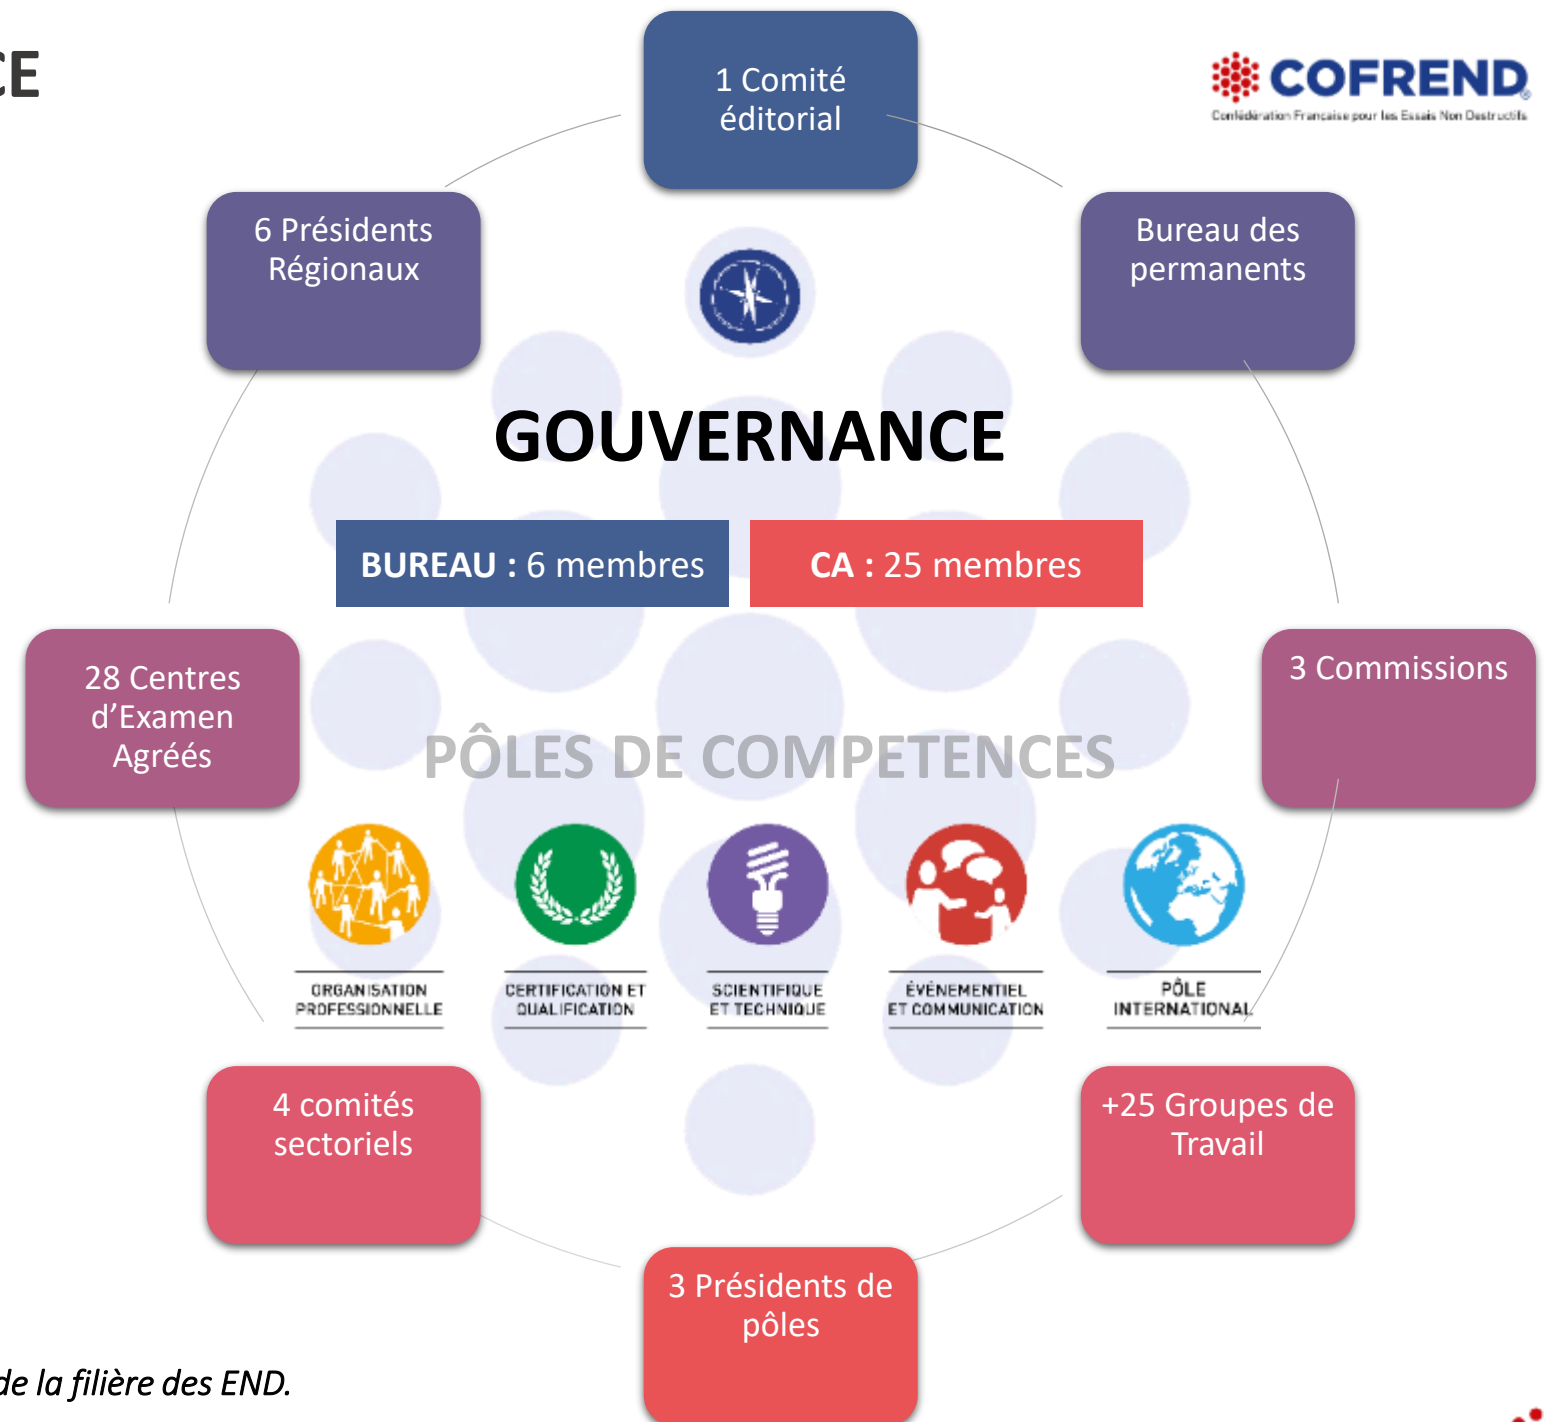 CE
1 Comité
éditorial
COFREND
Confédération Française pour les Essais Non Destructifs
6 Présidents
Régionaux
Bureau des
permanents
GOUVERNANCE
BUREAU : 6 membres
CA : 25 membres
28 Centres
d’Examen
Agréés
3 Commissions
PÔLES DE COMPETENCES
ORGANISATION
PROFESSIONNELLE
CERTIFICATION ET
QUALIFICATION
SCIENTIFIQUE
ET TECHNIQUE
ÉVÉNEMENTIEL
ET COMMUNICATION
PÔLE
INTERNATIONAL
4 comités
sectoriels
+25 Groupes de
Travail
3 Présidents de
pôles
de la filière des END.